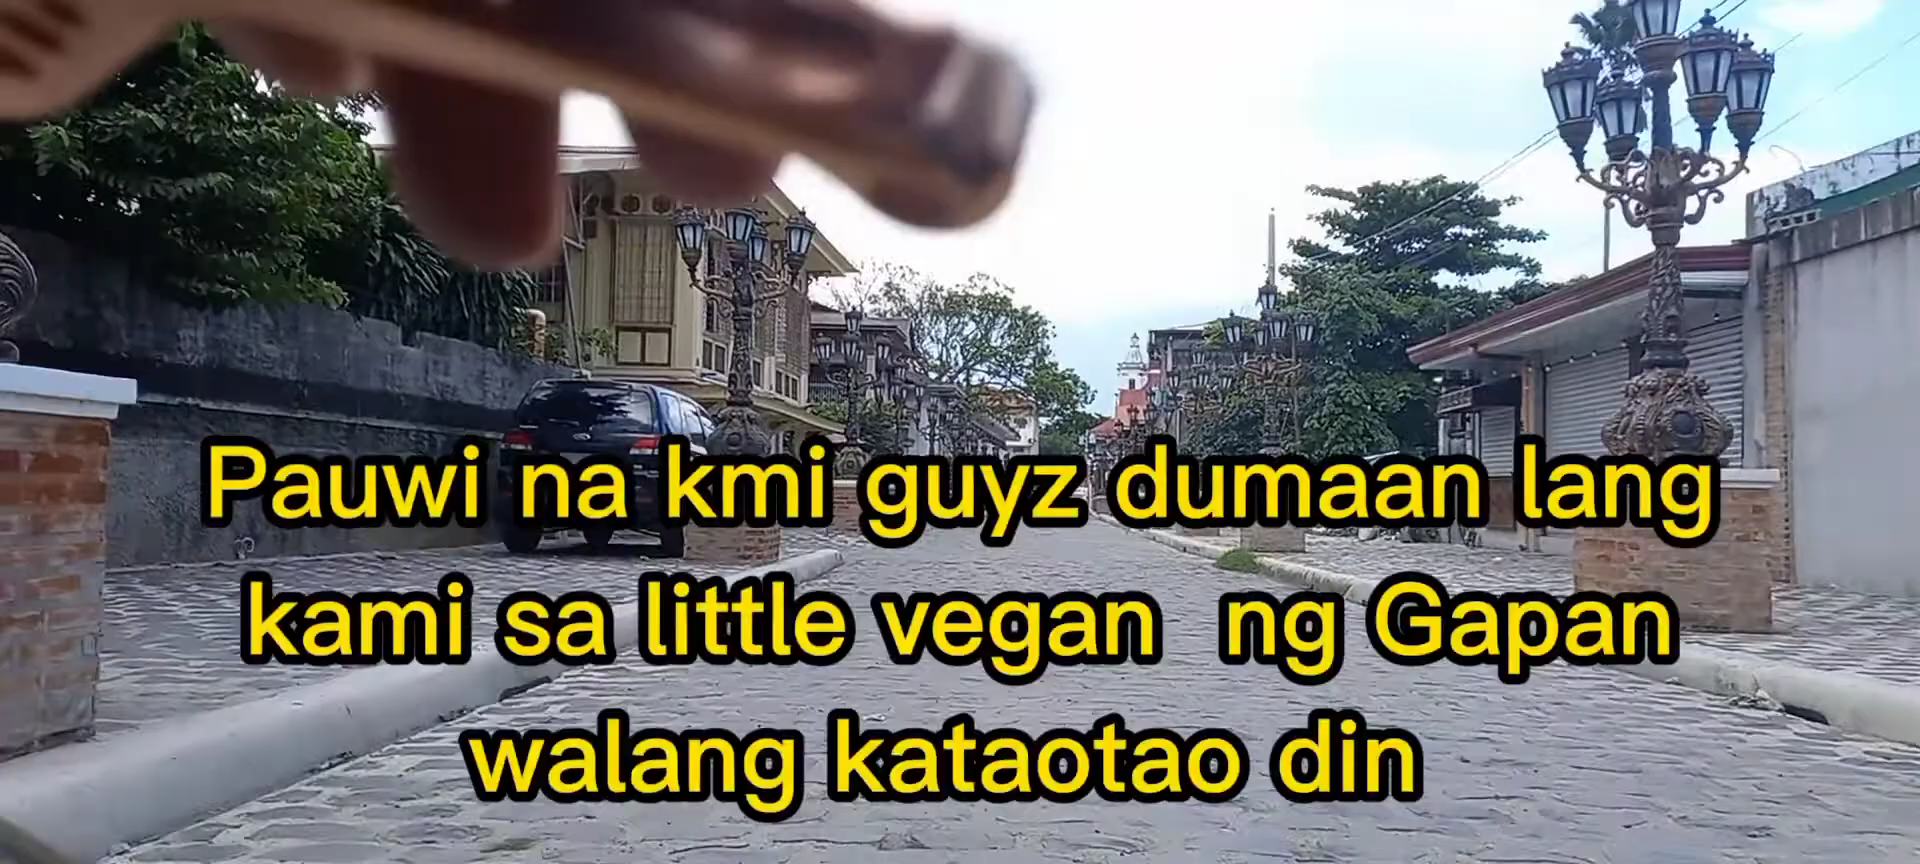 Pauwi na kmi guyz dumaan lang
kami sa little vegan ng Gapan
walang kataotao din